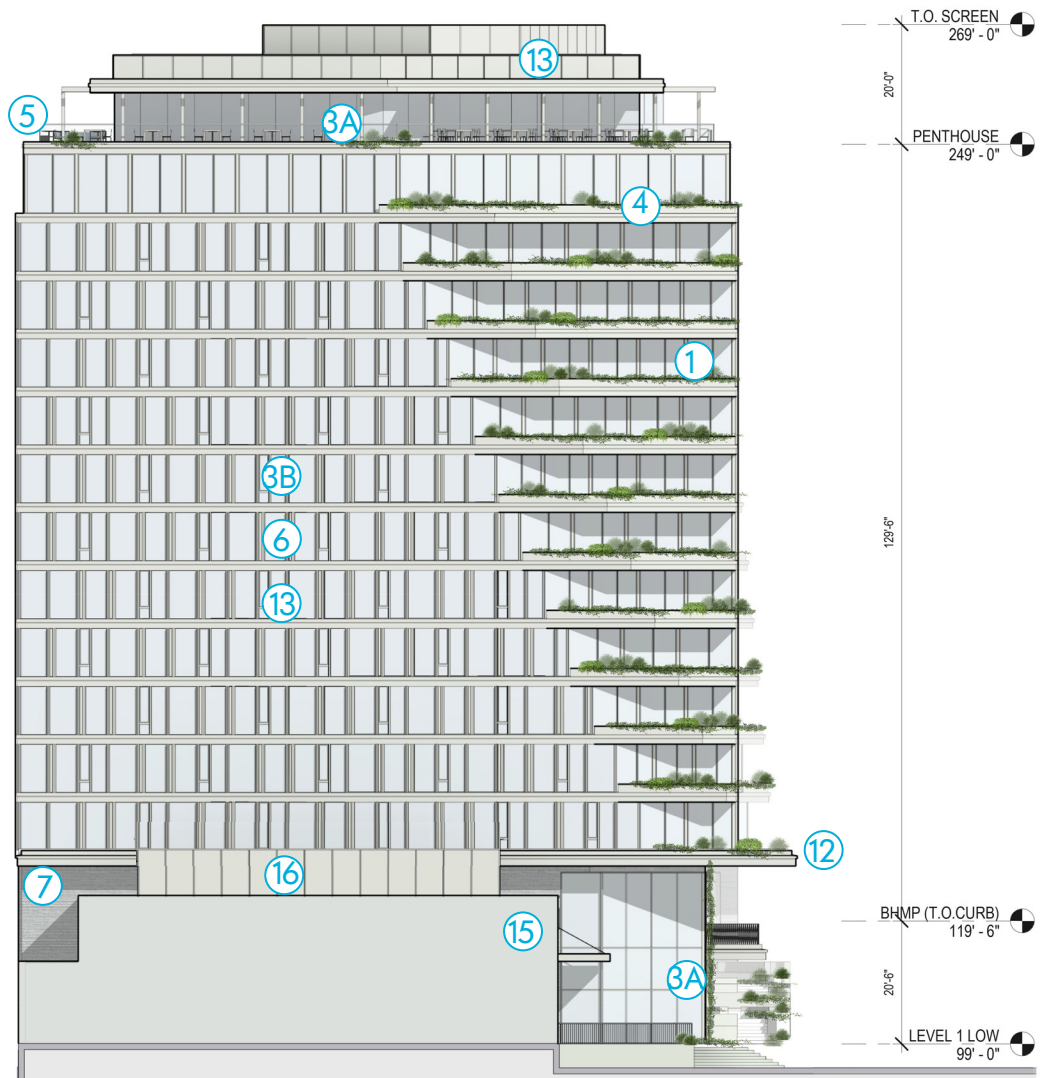 T.O. SCREEN
269' - 0"
13
20'-0"
5
3A
PENTHOUSE
249' - 0"
4
1
3B
6
129'-6"
13
12
16
7
15
BHMP (T.O.CURB)
119' - 6"
3A
20'-6"
LEVEL 1 LOW
99' - 0"